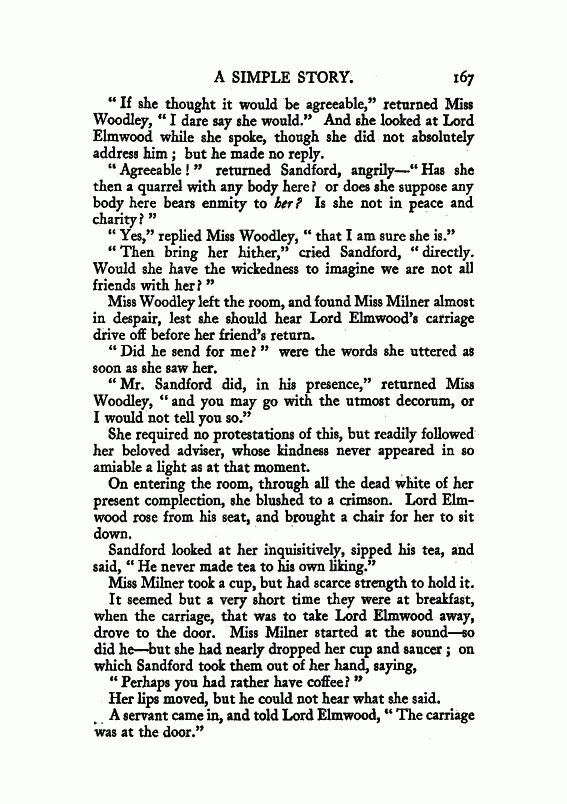 A SIMPLE STORY. 167
“ If she thought it would be agreeable,” returned Miss
Woodley, “ I dare say she would.” And she looked at Lord
Elmwood while she spoke, though she did not absolutely
address him ; but he made no reply.
“ Agreeable ! ” returned Sandford, angrily—“ Has she
then a quarrel with any body here? or does she suppose any
body here bears enmity to her? Is she not in peace and
charity? ”
“ Yes,” replied Miss Woodley, “ that I am sure she is.”
“ Then bring her hither,” cried Sandford, “ directly.
Would she have the wickedness to imagine we are not all
friends with her? ”
Miss Woodley left the room, and found Miss Milner almost
in despair, lest she should hear Lord Elmwood’s carriage
drive off before her friend’s return.
“ Did he send for me? ” were the words she uttered as
soon as she saw her.
“ Mr. Sandford did, in his presence,” returned Miss
Woodley, “ and you may go with the utmost decorum, or
I would not tell you so.”
She required no protestations of this, but readily followed
her beloved adviser, whose kindness never appeared in so
amiable a light as at that moment.
On entering the room, through all the dead white of her
present complection, she blushed to a crimson. Lord Elm-
wood rose from his seat, and brought a chair for her to sit
down.
Sandford looked at her inquisitively, sipped his tea, and
said, “ He never made tea to his own liking.”
Miss Milner took a cup, but had scarce strength to hold it.
It seemed but a very short time they were at breakfast,
when the carriage, that was to take Lord Elmwood away,
drove to the door. Miss Milner started at the sound—so
did he—but she had nearly dropped her cup and saucer ; on
which Sandford took them out of her hand, saying,
“ Perhaps you had rather have coffee? ”
Her lips moved, but he could not hear what she said.
A servant came in, and told Lord Elmwood, “ The carriage
was at the door.”